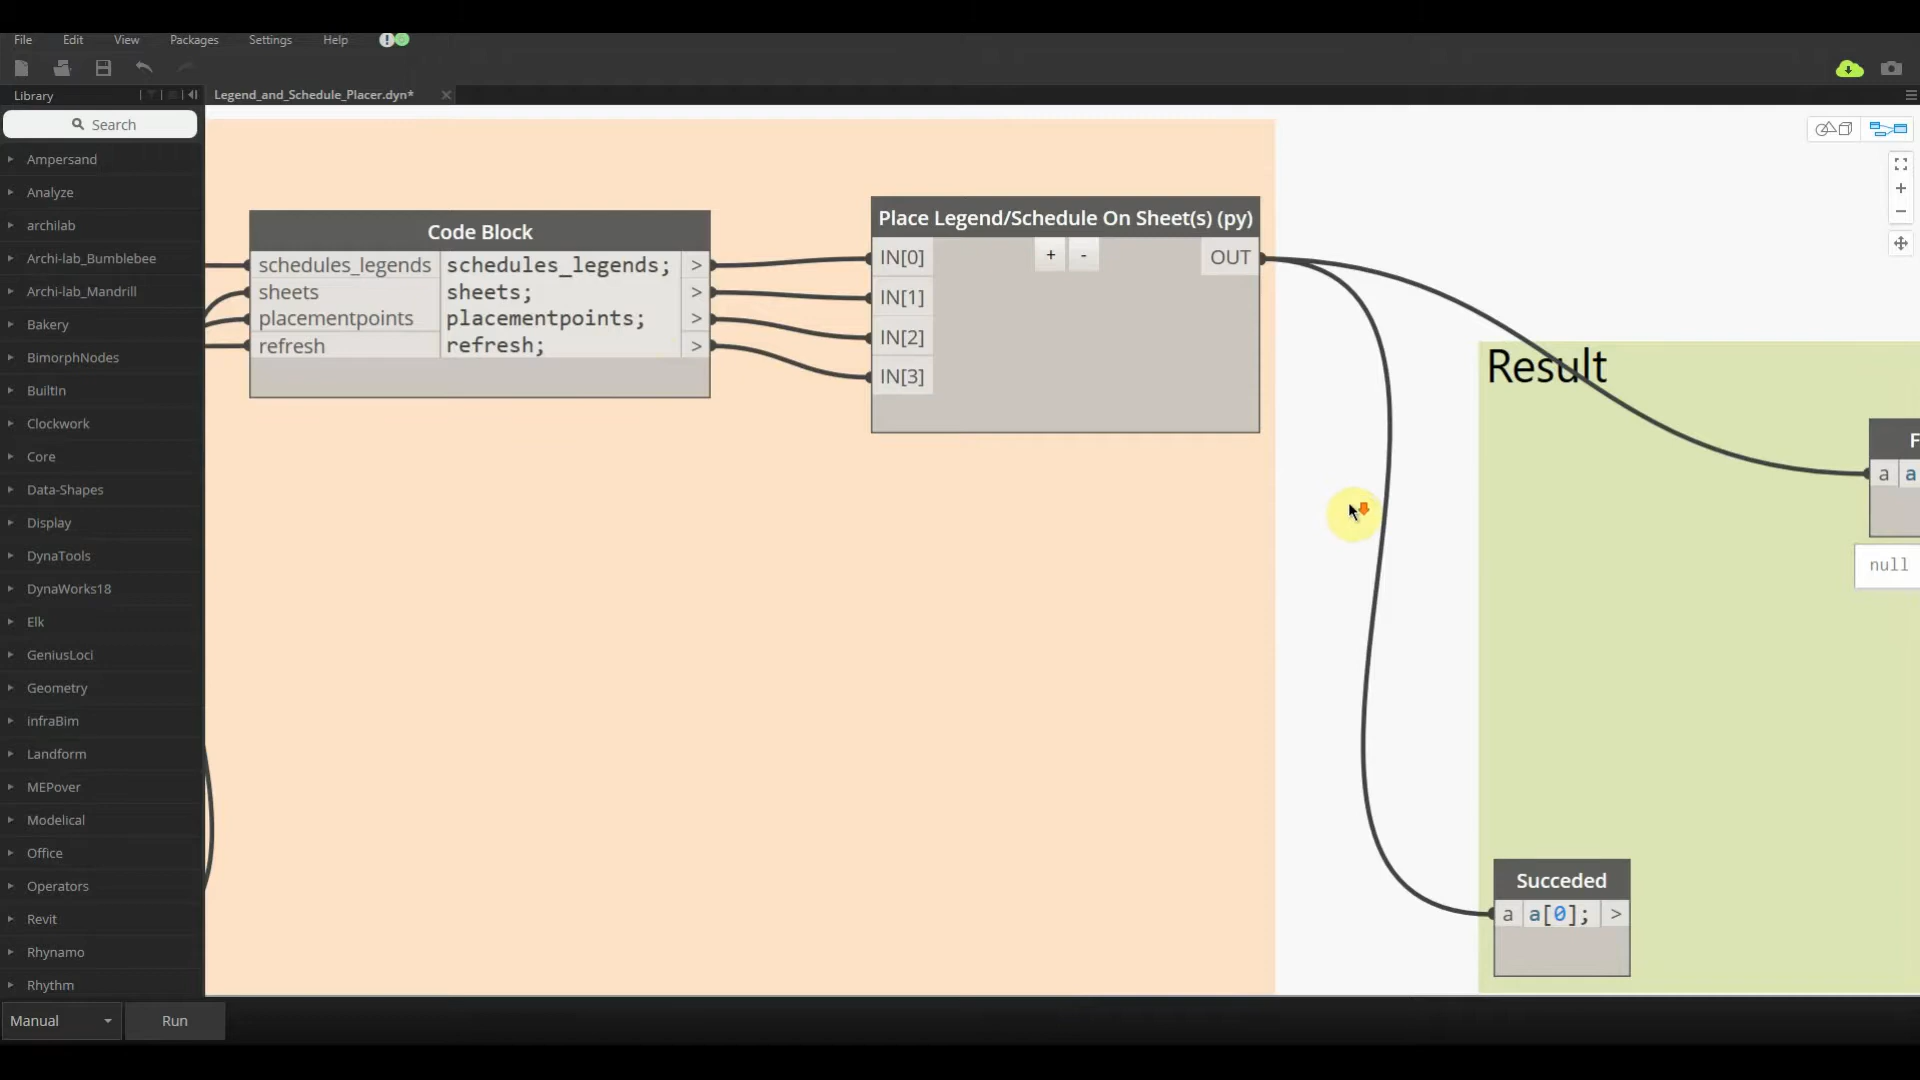 File Edit View Packages Settings Help
Library
Legend_and_Schedule_Placer.dyn*
Search
Ampersand
Analyze
archilab
Archi-lab_Bumblebee
Archi-lab_Mandrill
Bakery
BimorphNodes
BuiltIn
Clockwork
Core
Data-Shapes
Display
DynaTools
DynaWorks18
Elk
GeniusLoci
Geometry
infraBim
Landform
MEPover
Modelical
Office
Operators
Revit
Rhynamo
Rhythm
Manual
Run
Code Block
schedules_legends schedules_legends; >
sheets sheets; >
placementpoints placementpoints; >
refresh refresh; >
Place Legend/Schedule On Sheet(s) (py)
IN[0] + - OUT
IN[1]
IN[2]
IN[3]
Result
F
a a
null
Succeded
a a[0]; >